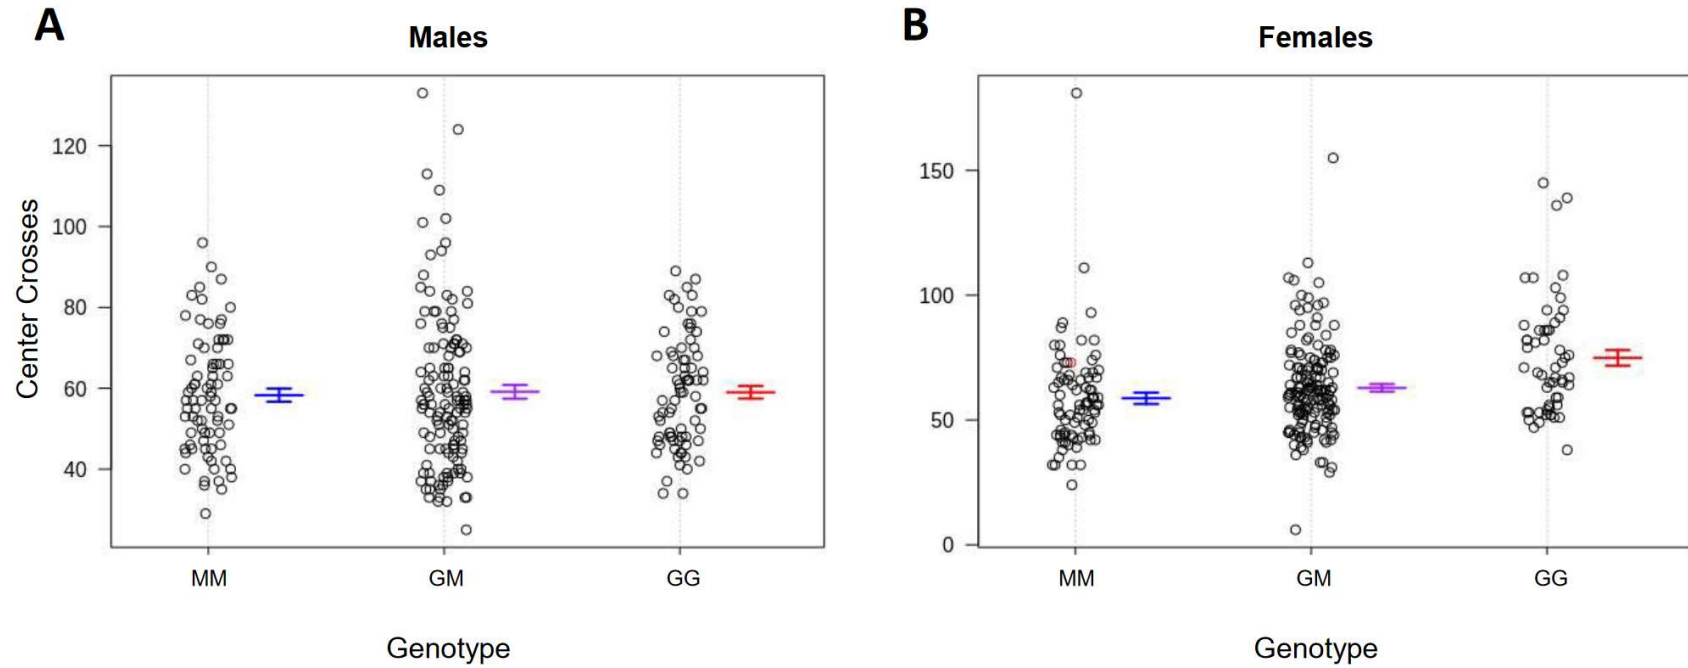 A
Males
Center Crosses
120
100
80
60
40
MM
GM
GG
Genotype
B
Females
150
100
50
0
MM
GM
GG
Genotype